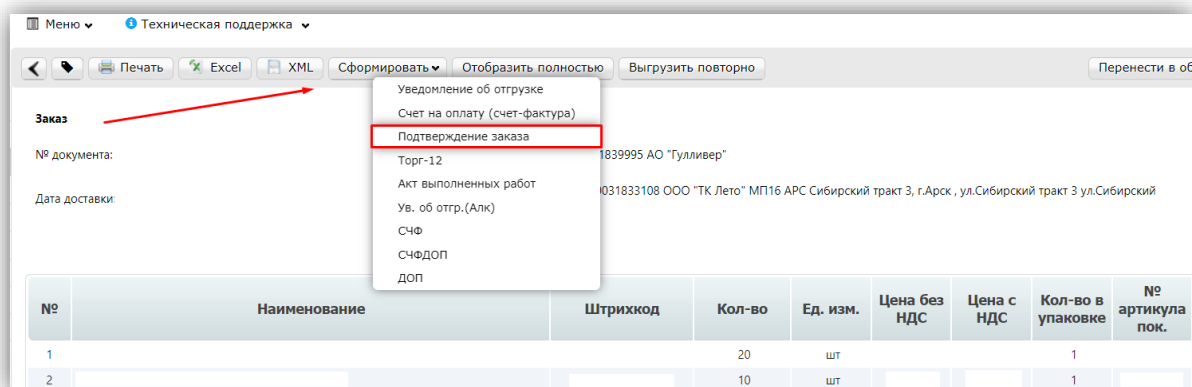 Меню
Техническая поддержка
Печать Excel XML Сформировать Отобразить полностью Выгрузить повторно Перенести в об
Уведомление об отгрузке
Счет на оплату (счет-фактура)
Заказ
Подтверждение заказа
№ документа: 1839995 АО "Гулливер"
Торг-12
Акт выполненных работ
Дата доставки: 0031833108 ООО "ТК Лето" МП16 АРС Сибирский тракт 3, г.Арск , ул.Сибирский тракт 3 ул.Сибирский
Ув. об отгр.(Алк)
СЧФ
СЧФДОП
ДОП
№ Наименование Штрихкод Кол-во Ед. изм. Цена без НДС Цена с НДС Кол-во в упаковке № артикула пок.
1 20 шт 1
2 10 шт 1